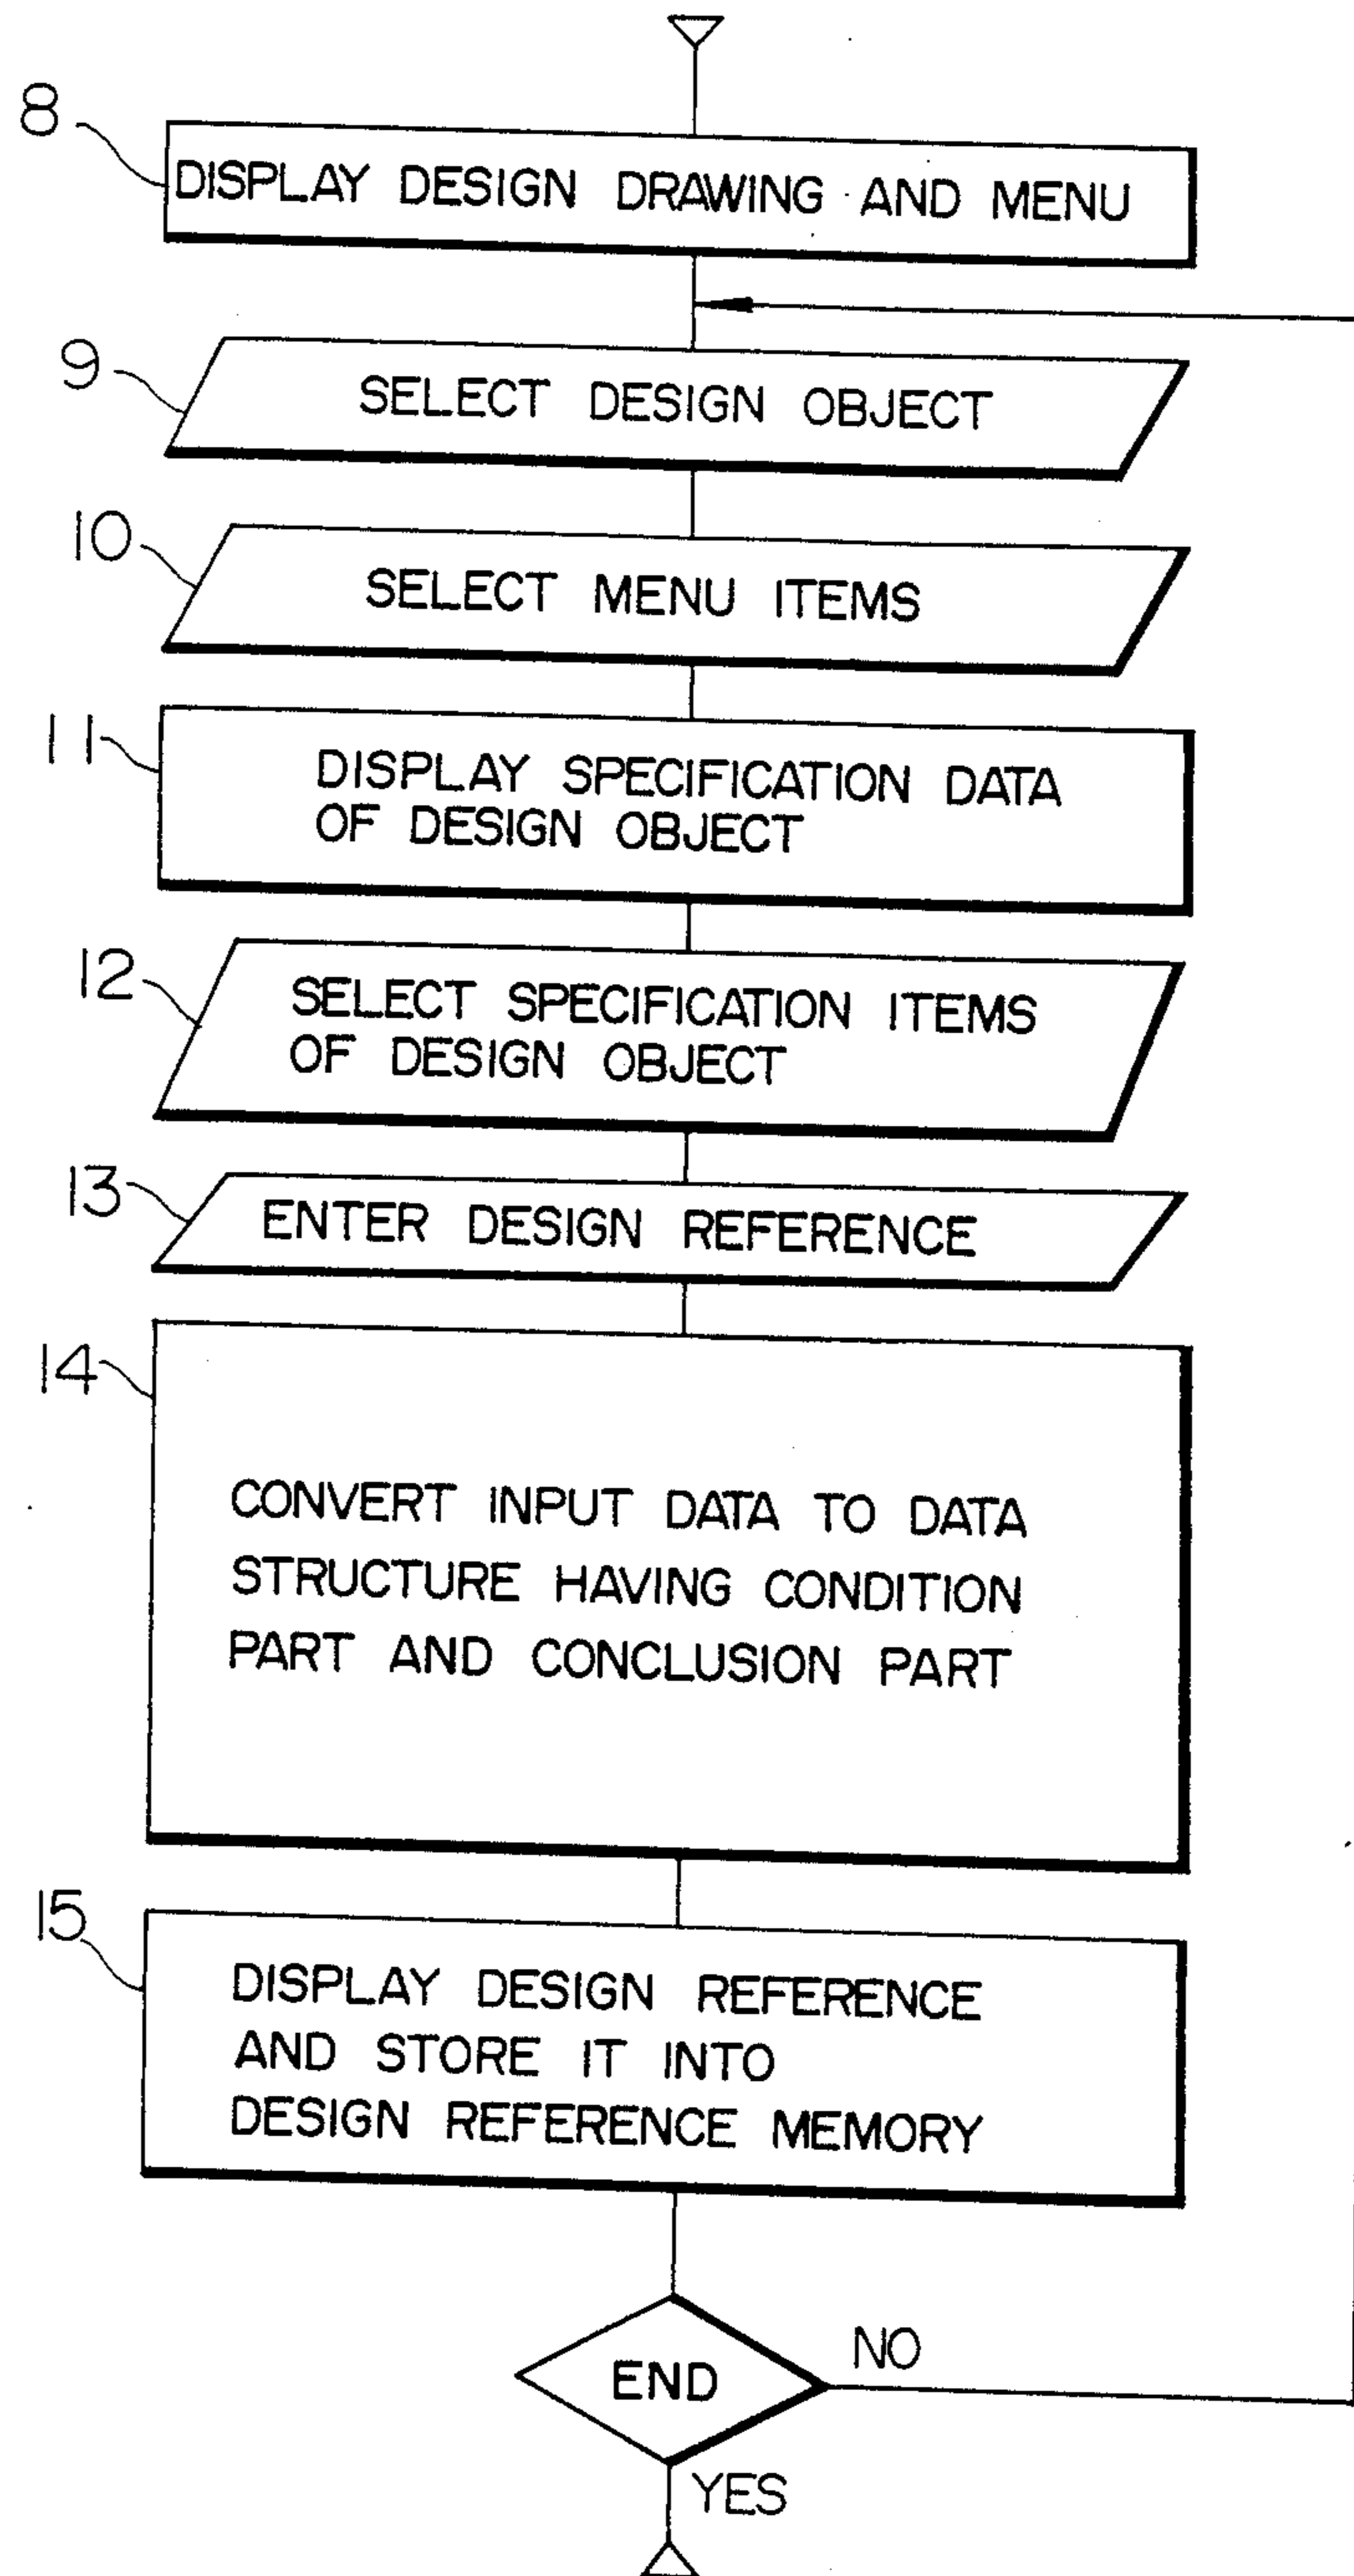 8
DISPLAY DESIGN DRAWING AND MENU
9
SELECT DESIGN OBJECT
10
SELECT MENU ITEMS
11
DISPLAY SPECIFICATION DATA
OF DESIGN OBJECT
12
SELECT SPECIFICATION ITEMS
OF DESIGN OBJECT
13
ENTER DESIGN REFERENCE
14
CONVERT INPUT DATA TO DATA
STRUCTURE HAVING CONDITION
PART AND CONCLUSION PART
15
DISPLAY DESIGN REFERENCE
AND STORE IT INTO
DESIGN REFERENCE MEMORY
END
NO
YES